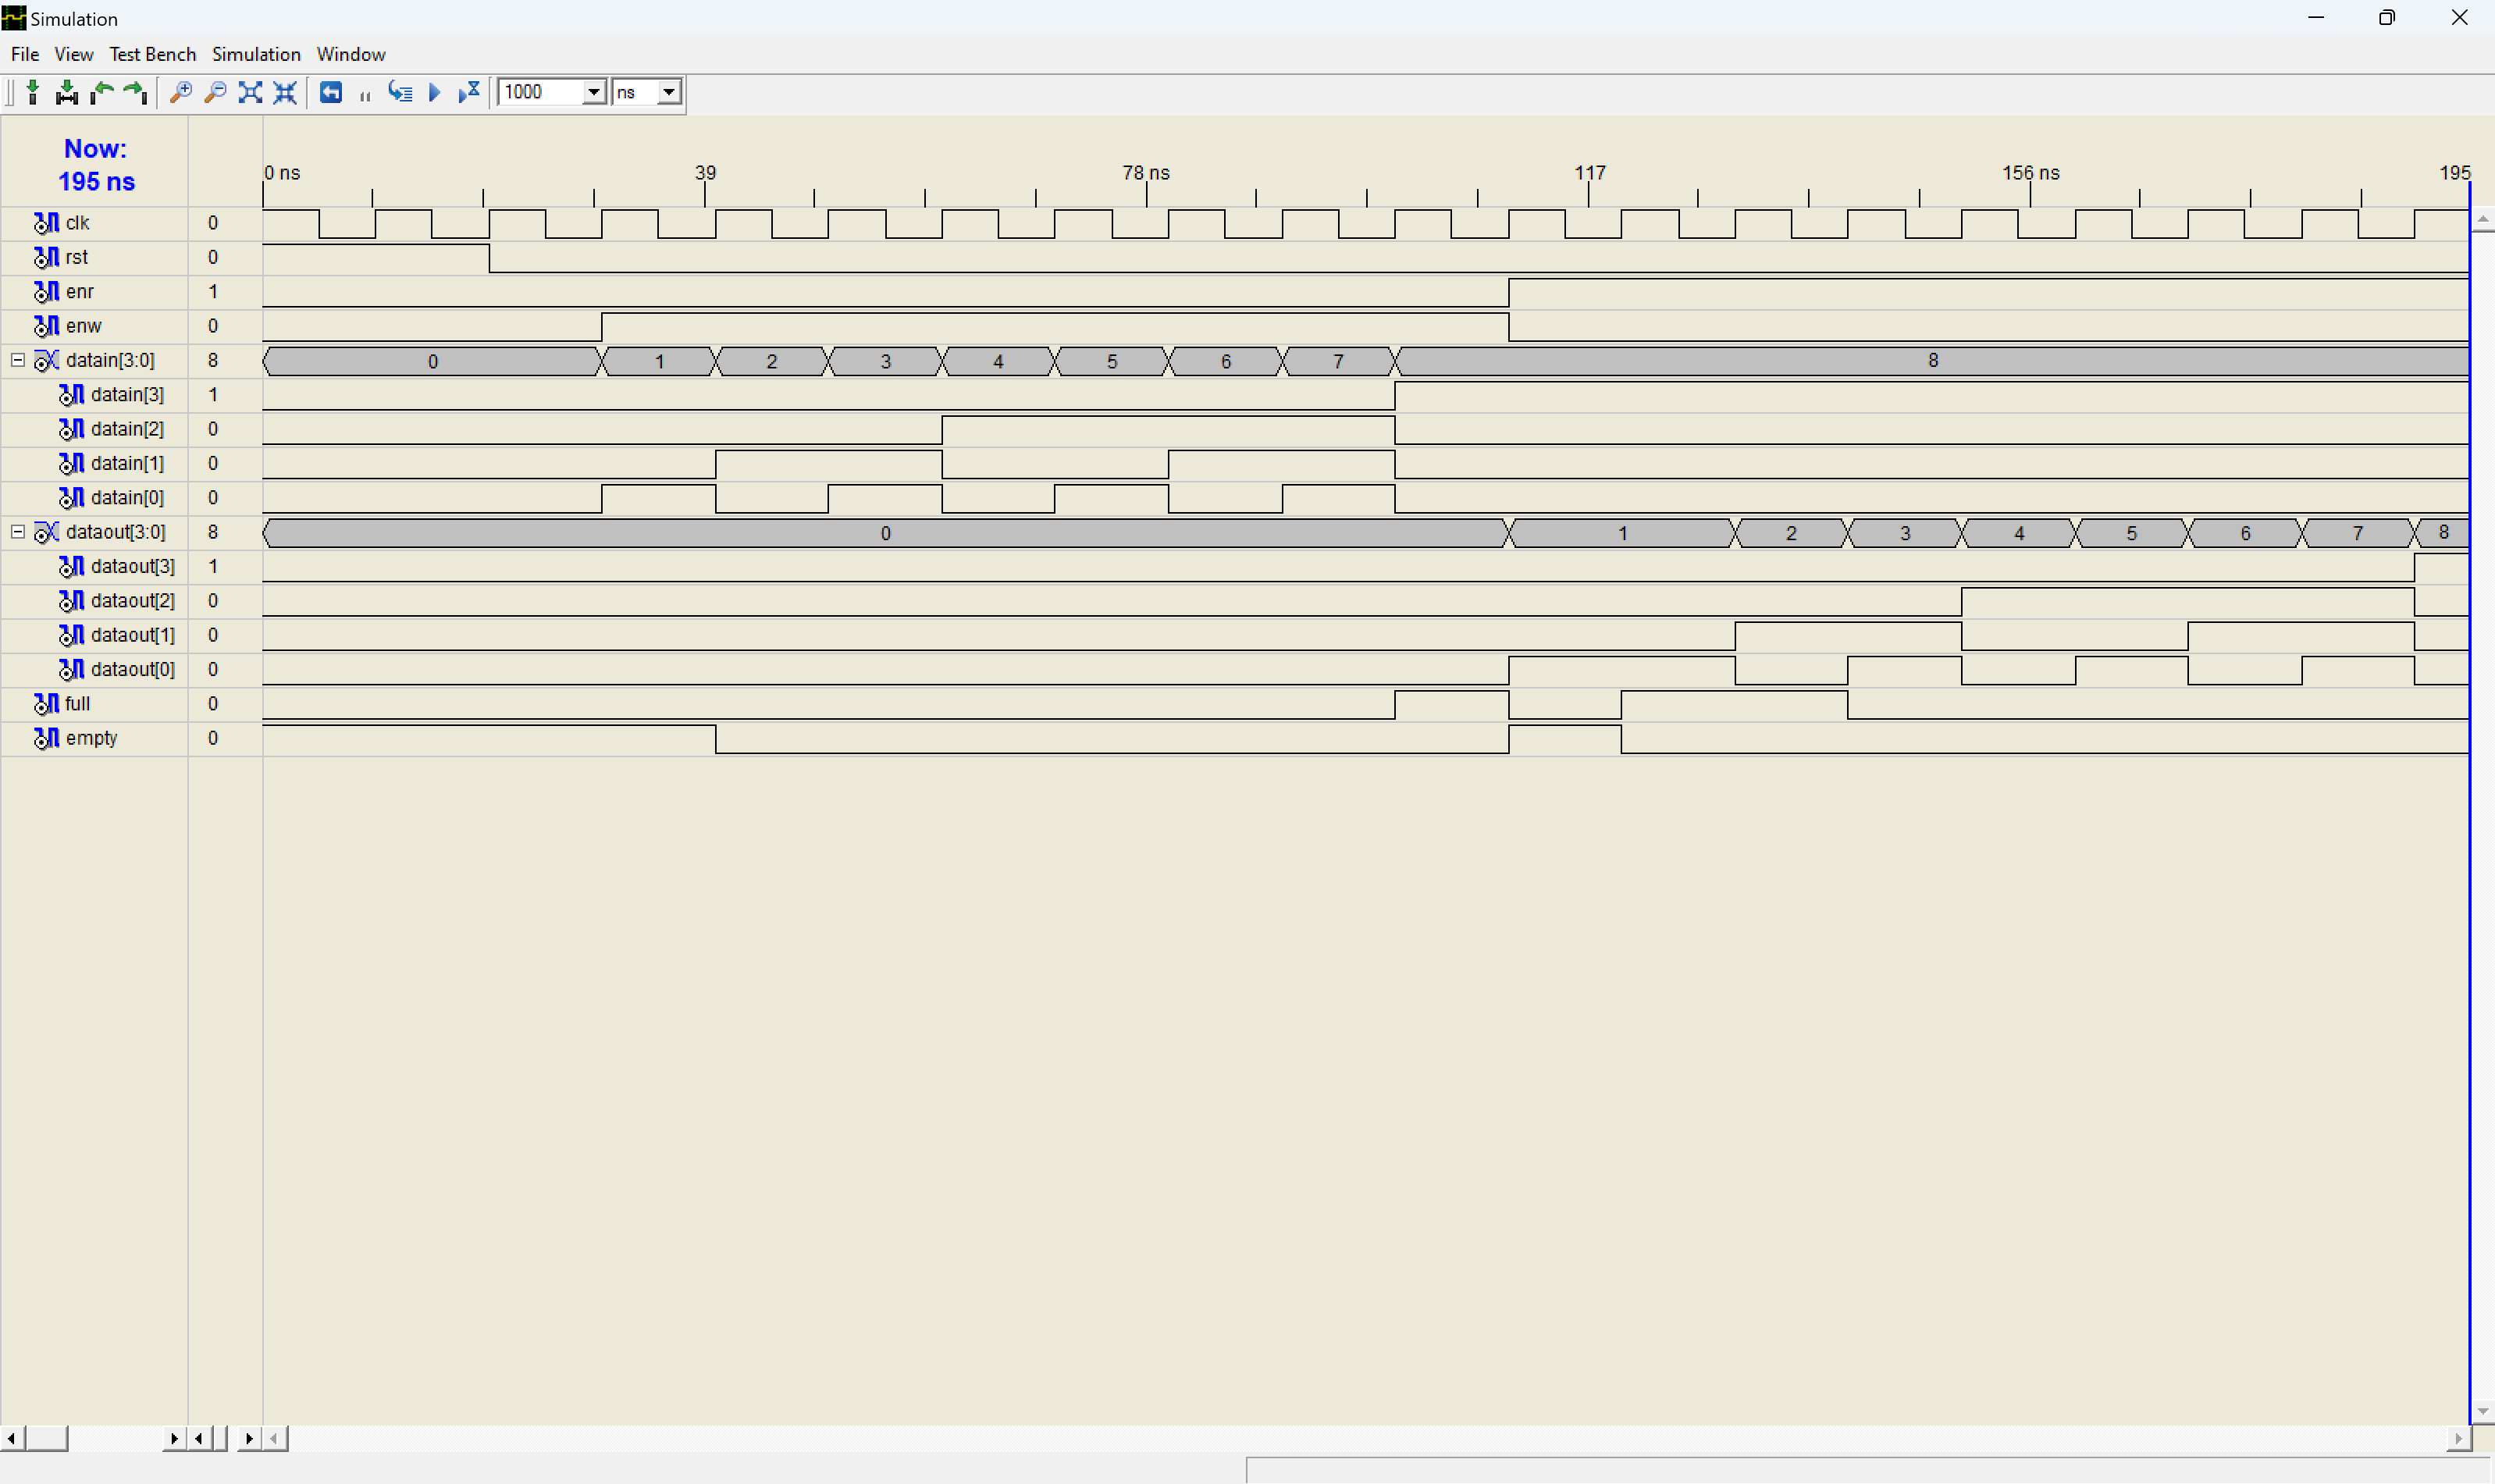 Simulation
File View Test Bench Simulation Window
1000 ns
Now:
195 ns
0 ns 39 78 ns 117 156 ns 195
clk 0
rst 0
enr 1
enw 0
datain[3:0] 8 0 1 2 3 4 5 6 7 8
datain[3] 1
datain[2] 0
datain[1] 0
datain[0] 0
dataout[3:0] 8 0 1 2 3 4 5 6 7 8
dataout[3] 1
dataout[2] 0
dataout[1] 0
dataout[0] 0
full 0
empty 0